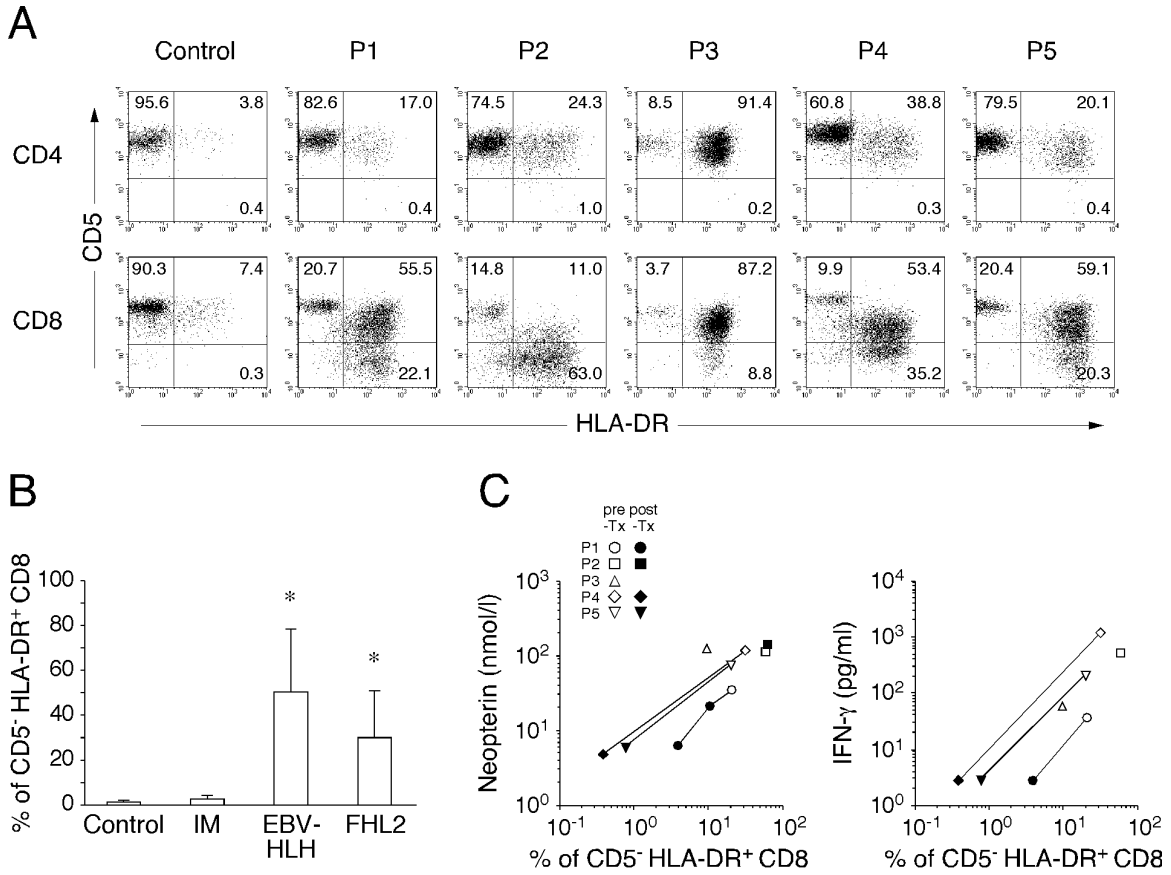 A
Control P1 P2 P3 P4 P5
CD4
95.6 3.8 0.4
82.6 17.0 0.4
74.5 24.3 1.0
8.5 91.4 0.2
60.8 38.8 0.3
79.5 20.1 0.4
CD5
CD8
90.3 7.4 0.3
20.7 55.5 22.1
14.8 11.0 63.0
3.7 87.2 8.8
9.9 53.4 35.2
20.4 59.1 20.3
HLA-DR
B
% of CD5⁻ HLA-DR⁺ CD8
100
80
60
40
20
0
* *
Control IM EBV-HLH FHL2
C
pre post
-Tx -Tx
P1
P2
P3
P4
P5
Neopterin (nmol/l)
10³
10²
10¹
10⁰
10⁻¹ 10⁰ 10¹ 10²
% of CD5⁻ HLA-DR⁺ CD8
IFN-γ (pg/ml)
10⁴
10³
10²
10¹
10⁰
10⁻¹ 10⁰ 10¹ 10²
% of CD5⁻ HLA-DR⁺ CD8